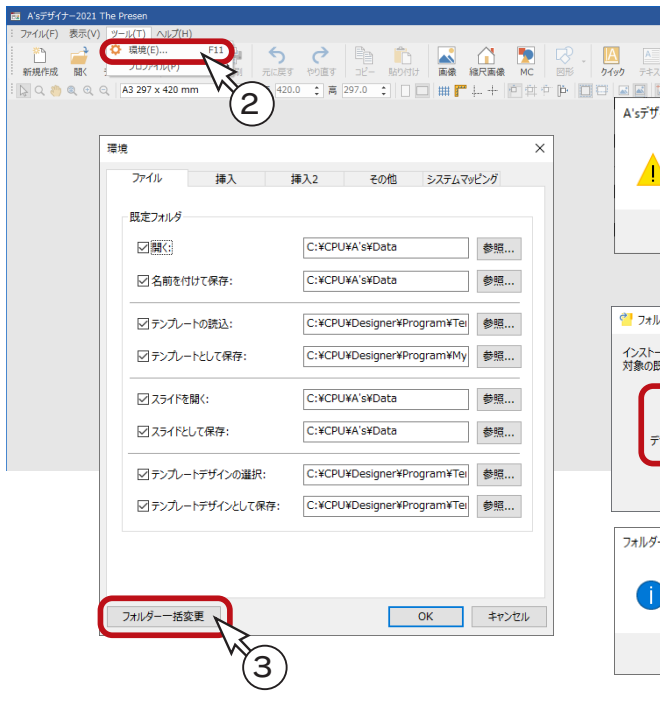 A'sデザイナー2021 The Presen
ファイル(F) 表示(V) ツール(T) ヘルプ(H)
環境(E)... F11
プロファイル(P)
新規作成 開く 元に戻す やり直す コピー 貼り付け 画像 縮尺画像 MC 図形 クイック テキス
A3 297 x 420 mm 420.0 高 297.0
②
環境
ファイル 挿入 挿入2 その他 システムマッピング
既定フォルダ
開く: C:¥CPU¥A's¥Data 参照...
名前を付けて保存: C:¥CPU¥A's¥Data 参照...
テンプレートの読込: C:¥CPU¥Designer¥Program¥Te 参照...
テンプレートとして保存: C:¥CPU¥Designer¥Program¥My 参照...
スライドを開く: C:¥CPU¥A's¥Data 参照...
スライドとして保存: C:¥CPU¥A's¥Data 参照...
テンプレートデザインの選択: C:¥CPU¥Designer¥Program¥Te 参照...
テンプレートデザインとして保存: C:¥CPU¥Designer¥Program¥Te 参照...
フォルダー一括変更 OK キャンセル
③
A'sデザ
フォル
インストー
対象の既
デ
フォルダー